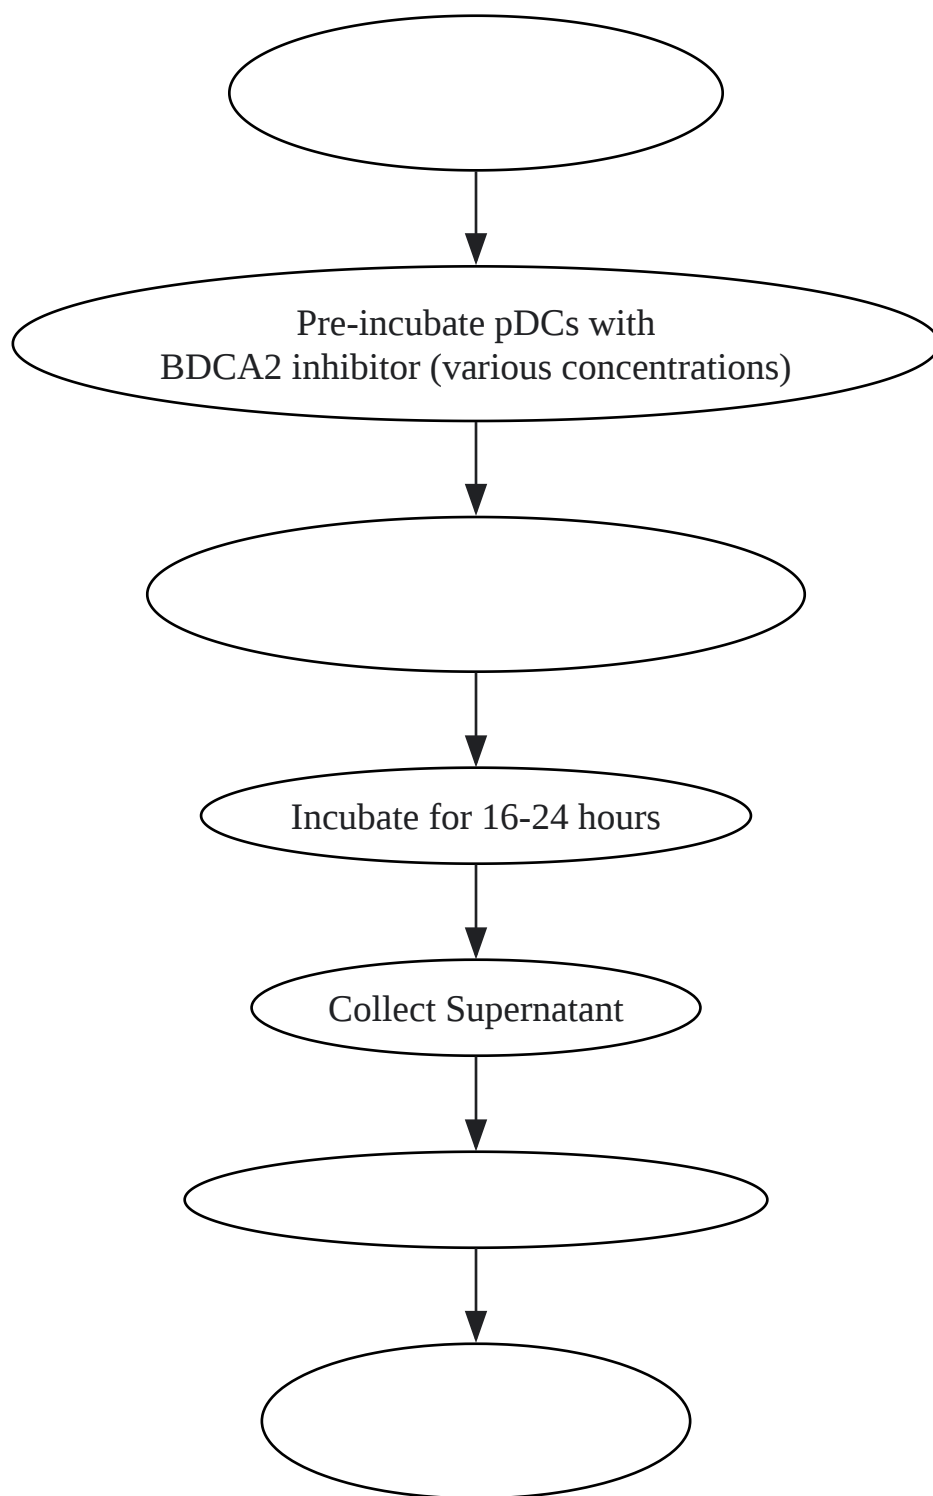 Pre-incubate pDCs with
BDCA2 inhibitor (various concentrations)
Incubate for 16-24 hours
Collect Supernatant